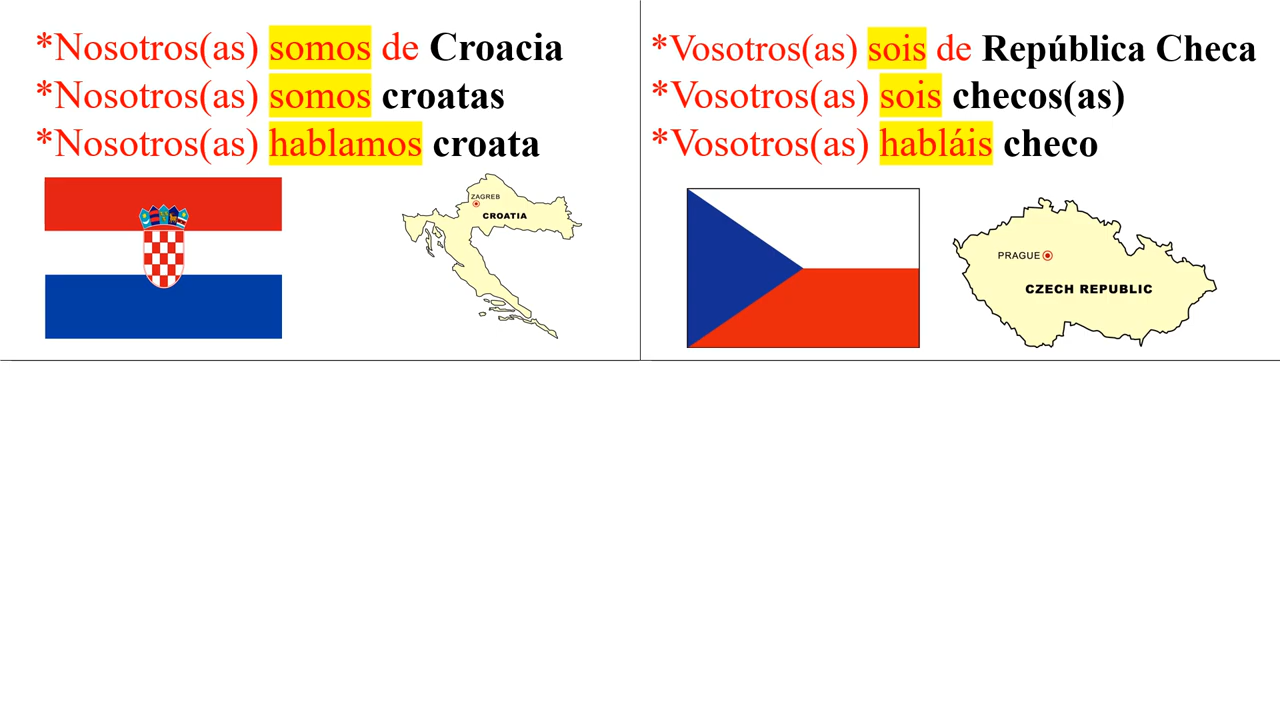 *Nosotros(as) somos de Croacia
*Nosotros(as) somos croatas
*Nosotros(as) hablamos croata
ZAGREB
CROATIA
*Vosotros(as) sois de República Checa
*Vosotros(as) sois checos(as)
*Vosotros(as) habláis checo
PRAGUE
CZECH REPUBLIC